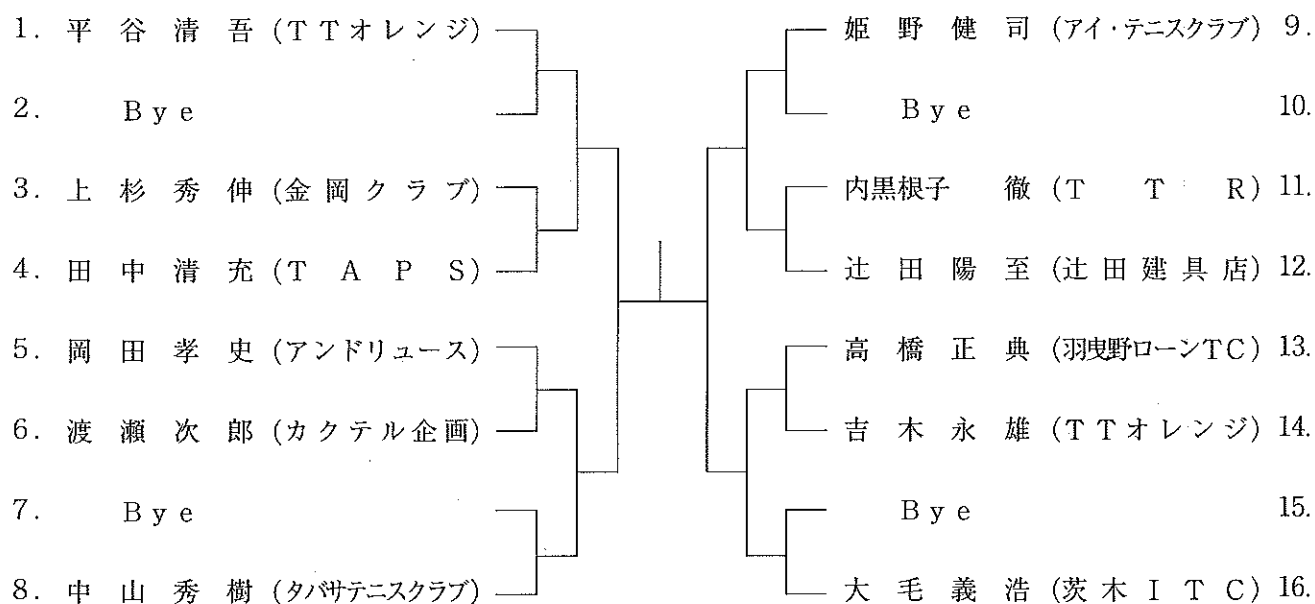 1. 平谷清吾 (TTオレンジ)
2. Bye
3. 上杉秀伸 (金岡クラブ)
4. 田中清充 (TAPS)
5. 岡田孝史 (アンドリュース)
6. 渡瀬次郎 (カクテル企画)
7. Bye
8. 中山秀樹 (タバサテニスクラブ)
姫野健司 (アイ・テニスクラブ) 9.
Bye 10.
内黒根子 徹 (TTR) 11.
辻田陽至 (辻田建具店) 12.
高橋正典 (羽曳野ローンTC) 13.
吉木永雄 (TTオレンジ) 14.
Bye 15.
大毛義浩 (茨木ITC) 16.